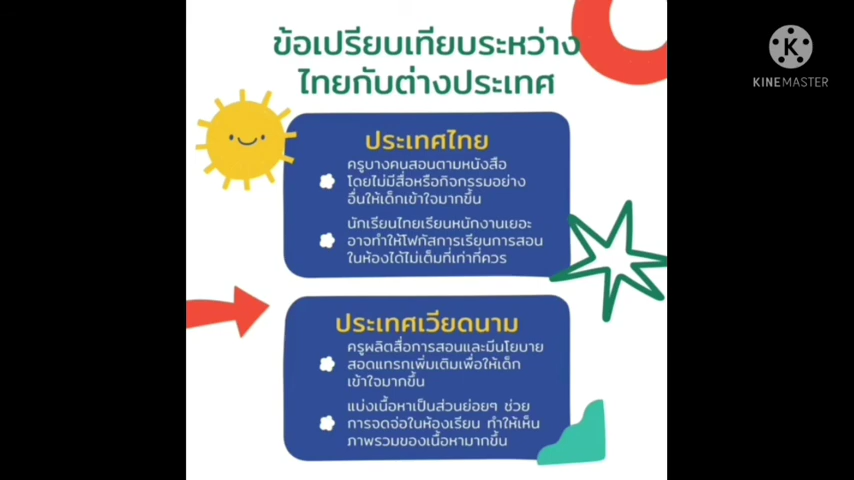 ข้อเปรียบเทียบระหว่าง
ไทยกับต่างประเทศ
KINEMASTER
ประเทศไทย
ครูบางคนสอนตามหนังสือ
โดยไม่มีสื่อหรือกิจกรรมอย่าง
อื่นให้เด็กเข้าใจมากขึ้น
นักเรียนไทยเรียนหนักงานเยอะ
อาจทำให้โฟกัสการเรียนการสอน
ในห้องได้ไม่เต็มที่เท่าที่ควร
ประเทศเวียดนาม
ครูผลิตสื่อการสอนและมีนโยบาย
สอดแทรกเพิ่มเติมเพื่อให้เด็ก
เข้าใจมากขึ้น
แบ่งเนื้อหาเป็นส่วนย่อยๆ ช่วย
การจดจ่อในห้องเรียน ทำให้เห็น
ภาพรวมของเนื้อหามากขึ้น